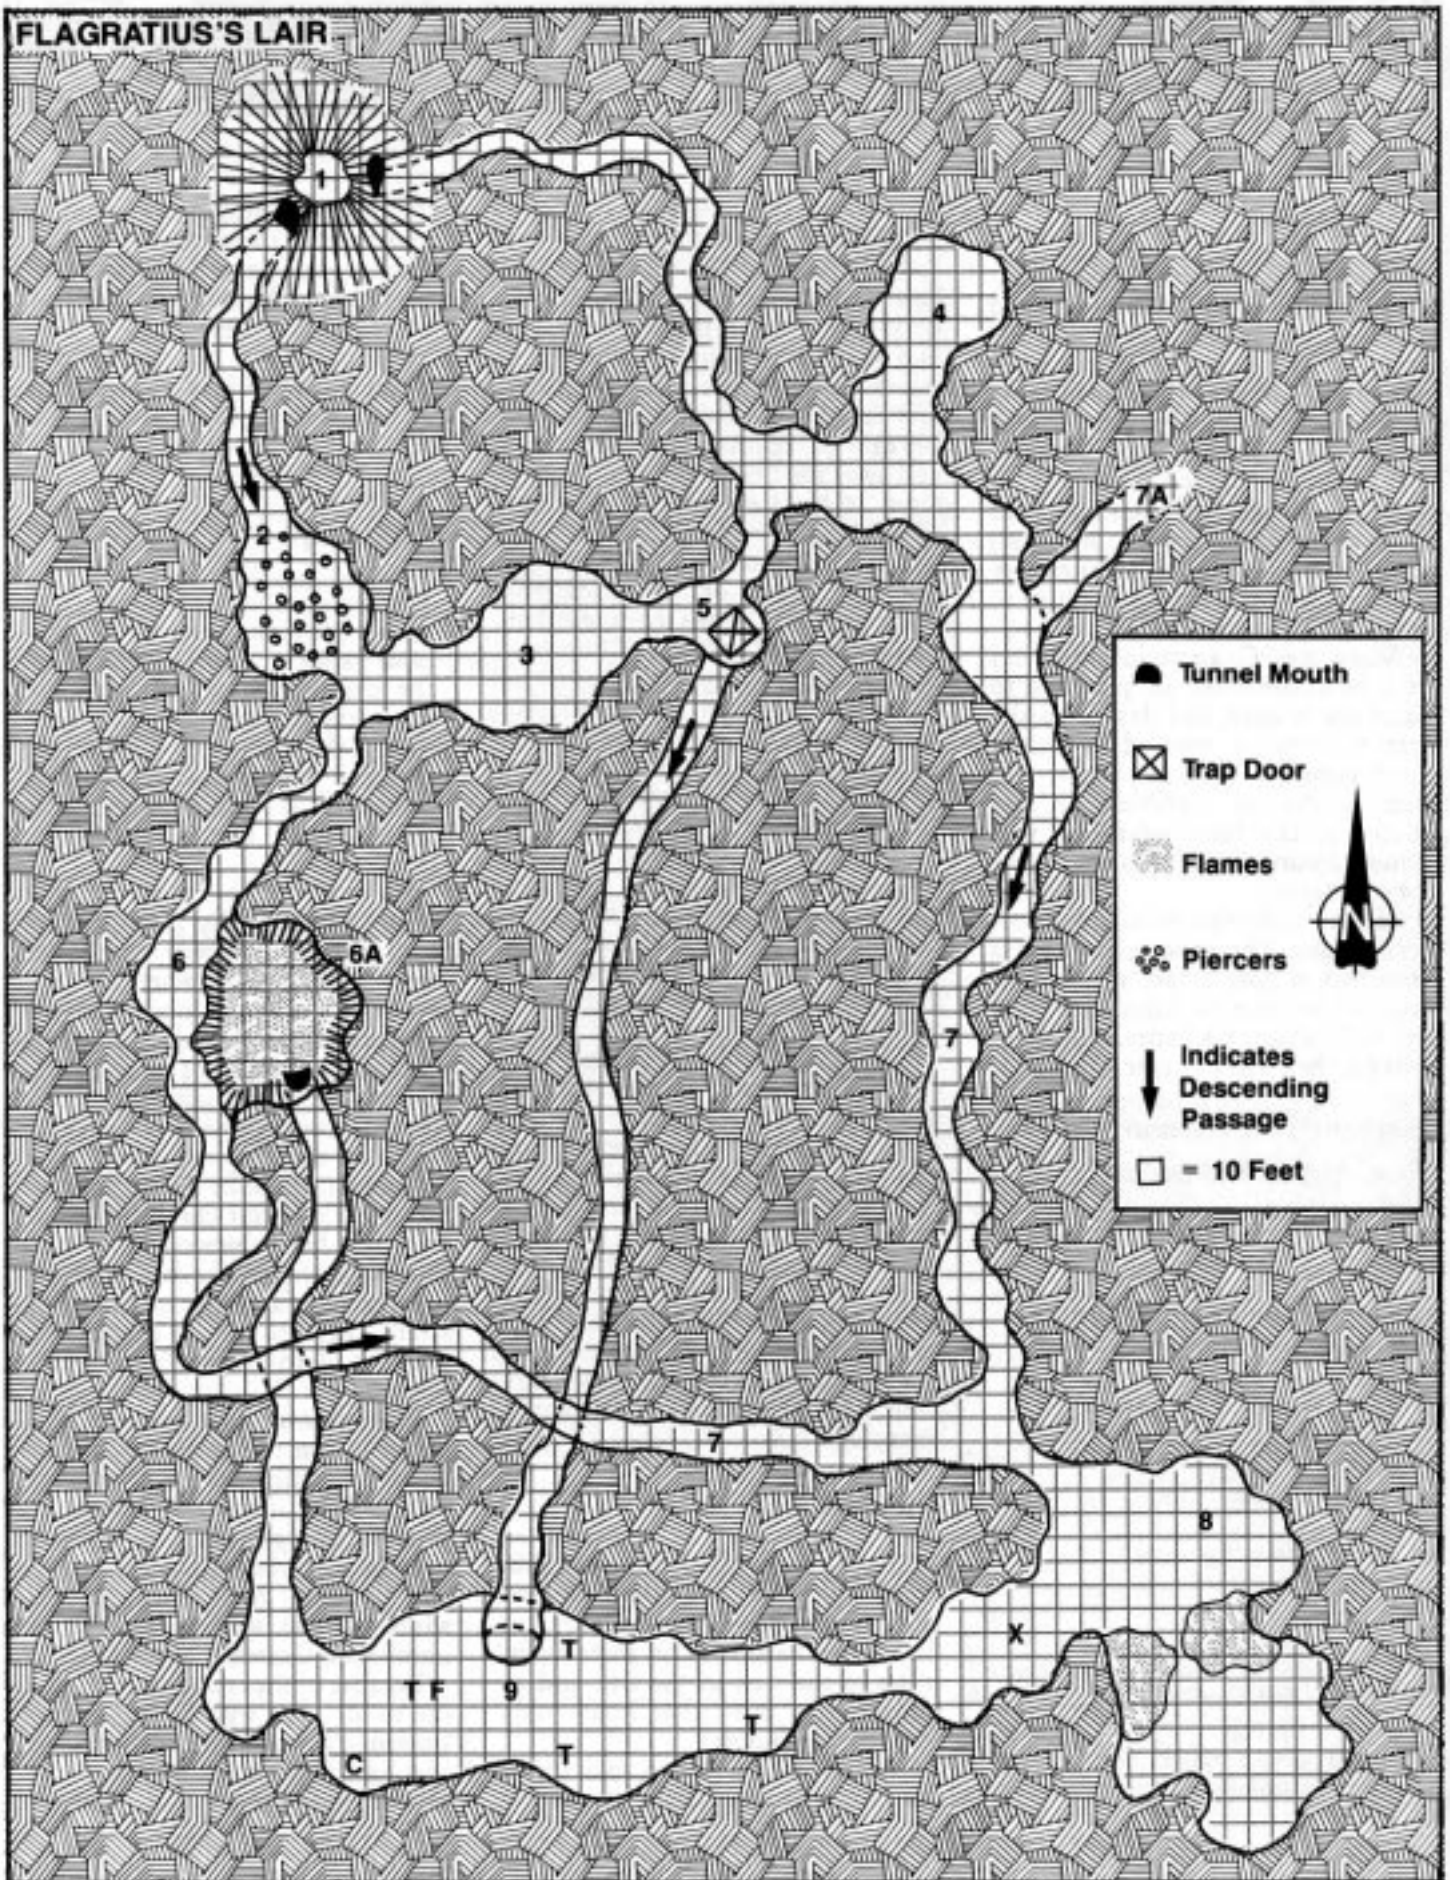 FLAGRATIUS'S LAIR
1
4
7A
2
5
3
Tunnel Mouth
Trap Door
Flames
N
6
6A
Piercers
7
Indicates
Descending
Passage
= 10 Feet
7
8
X
T
T F 9
T
T
C